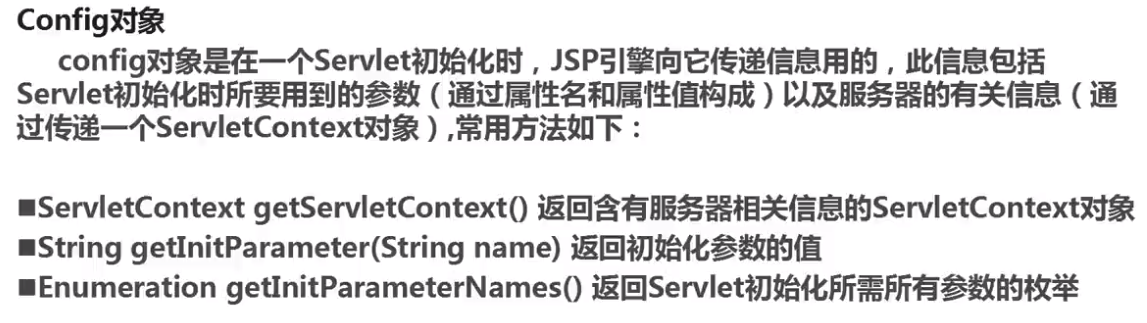 Config对象
config对象是在一个Servlet初始化时，JSP引擎向它传递信息用的，此信息包括
Servlet初始化时所要用到的参数（通过属性名和属性值构成）以及服务器的有关信息（通
过传递一个ServletContext对象）,常用方法如下：
■ServletContext getServletContext() 返回含有服务器相关信息的ServletContext对象
■String getInitParameter(String name) 返回初始化参数的值
■Enumeration getInitParameterNames() 返回Servlet初始化所需所有参数的枚举